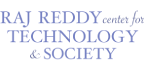 RAJ REDDY center for
TECHNOLOGY
& SOCIETY